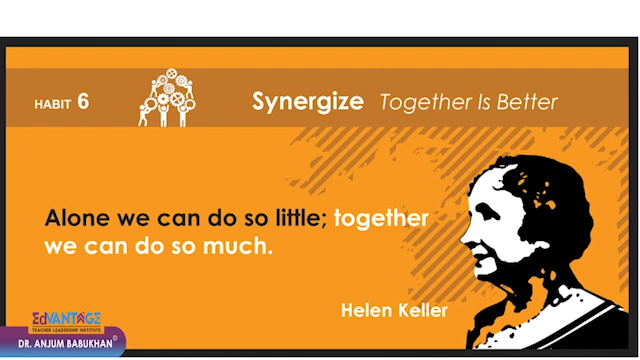 HABIT 6
Synergize Together Is Better
Alone we can do so little; together
we can do so much.
Helen Keller
EdVANTAGE
TEACHER LEADERSHIP INSTITUTE
DR. ANJUM BABUKHAN©